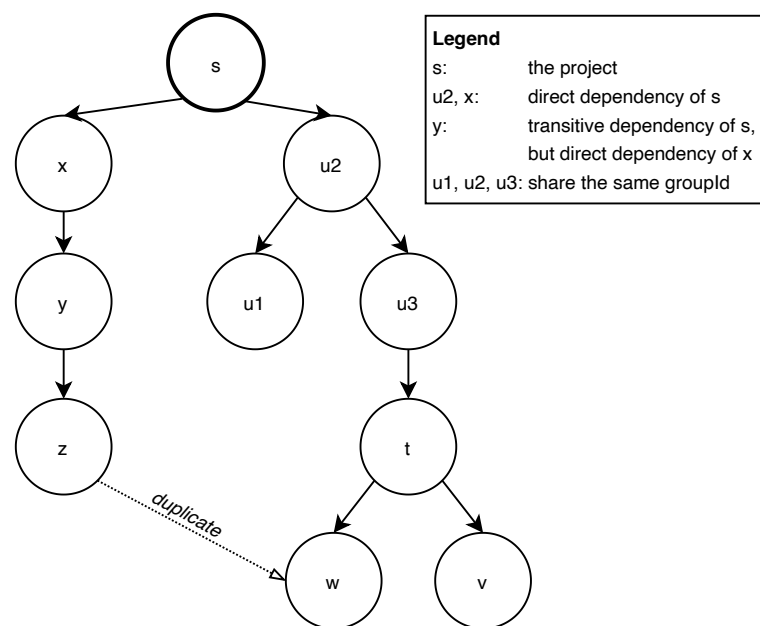 s
x
u2
y
u1
u3
z
t
duplicate
w
v
Legend
s: the project
u2, x: direct dependency of s
y: transitive dependency of s,
but direct dependency of x
u1, u2, u3: share the same groupId